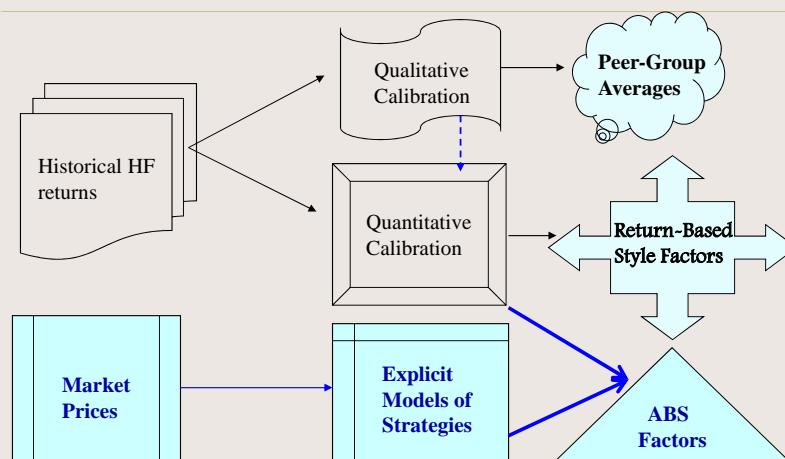 Qualitative
Calibration
Peer-Group
Averages
Historical HF
returns
Quantitative
Calibration
Return-Based
Style Factors
Market
Prices
Explicit
Models of
Strategies
ABS
Factors